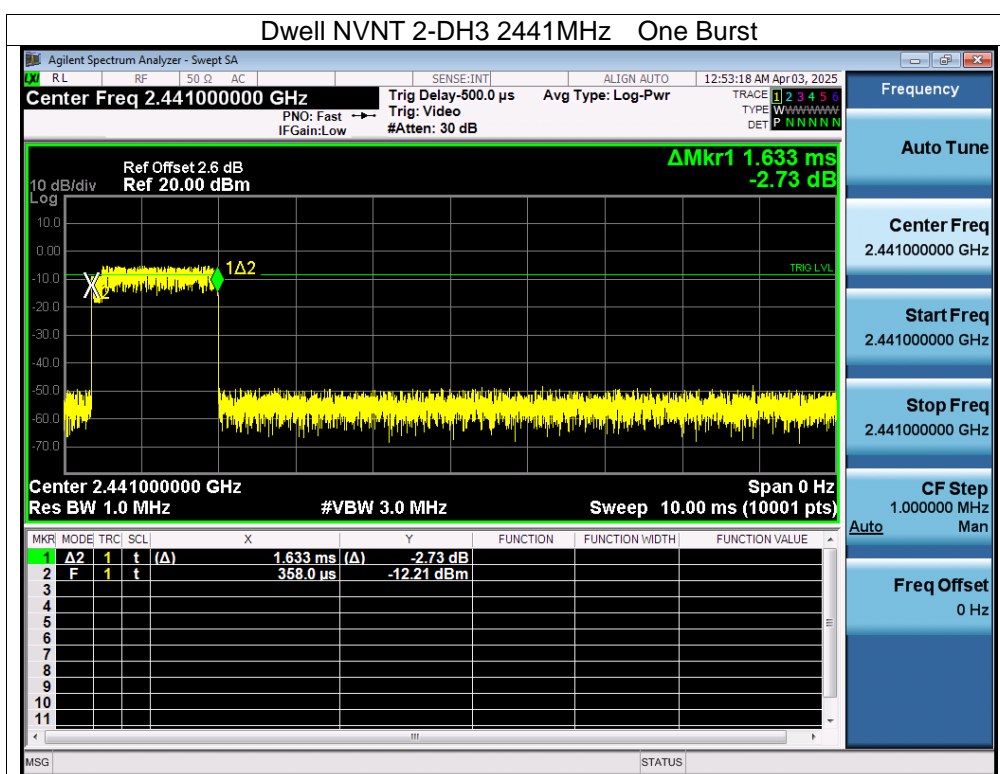 Dwell NVNT 2-DH3 2441MHz One Burst
Agilent Spectrum Analyzer - Swept SA
LXI RL RF 50 Ω AC SENSE:INT ALIGN AUTO 12:53:18 AM Apr 03, 2025
Center Freq 2.441000000 GHz
PNO: Fast
IFGain:Low
Trig Delay-500.0 µs
Trig: Video
#Atten: 30 dB
Avg Type: Log-Pwr
TRACE 1 2 3 4 5 6
TYPE WWWWWW
DET P N N N N N
Ref Offset 2.6 dB
Ref 20.00 dBm
10 dB/div
Log
ΔMkr1 1.633 ms
-2.73 dB
10.0
0.00
-10.0
-20.0
-30.0
-40.0
-50.0
-60.0
-70.0
1Δ2
2
TRIG LVL
Center 2.441000000 GHz Span 0 Hz
Res BW 1.0 MHz #VBW 3.0 MHz Sweep 10.00 ms (10001 pts)
MKR MODE TRC SCL X Y FUNCTION FUNCTION WIDTH FUNCTION VALUE
1 Δ2 1 t (Δ) 1.633 ms (Δ) -2.73 dB
2 F 1 t 358.0 µs -12.21 dBm
3
4
5
6
7
8
9
10
11
MSG STATUS
Frequency
Auto Tune
Center Freq
2.441000000 GHz
Start Freq
2.441000000 GHz
Stop Freq
2.441000000 GHz
CF Step
1.000000 MHz
Auto Man
Freq Offset
0 Hz